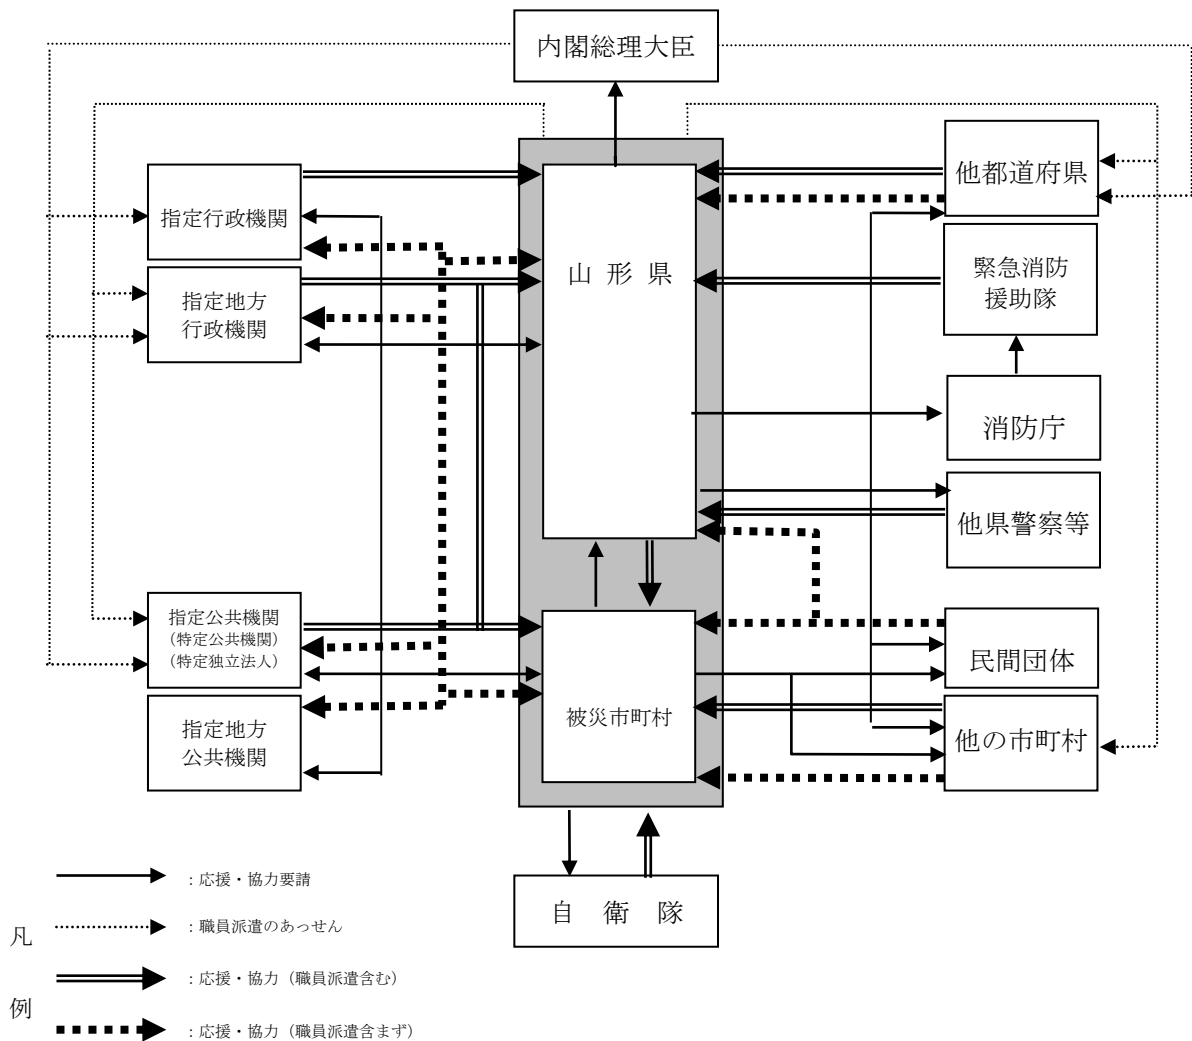 内閣総理大臣
指定行政機関
指定地方
行政機関
指定公共機関
（特定公共機関）
（特定独立法人）
指定地方
公共機関
山 形 県
被災市町村
他都道府県
緊急消防
援助隊
消防庁
他県警察等
民間団体
他の市町村
自 衛 隊
凡
例
：応援・協力要請
：職員派遣のあっせん
：応援・協力（職員派遣含む）
：応援・協力（職員派遣含まず）